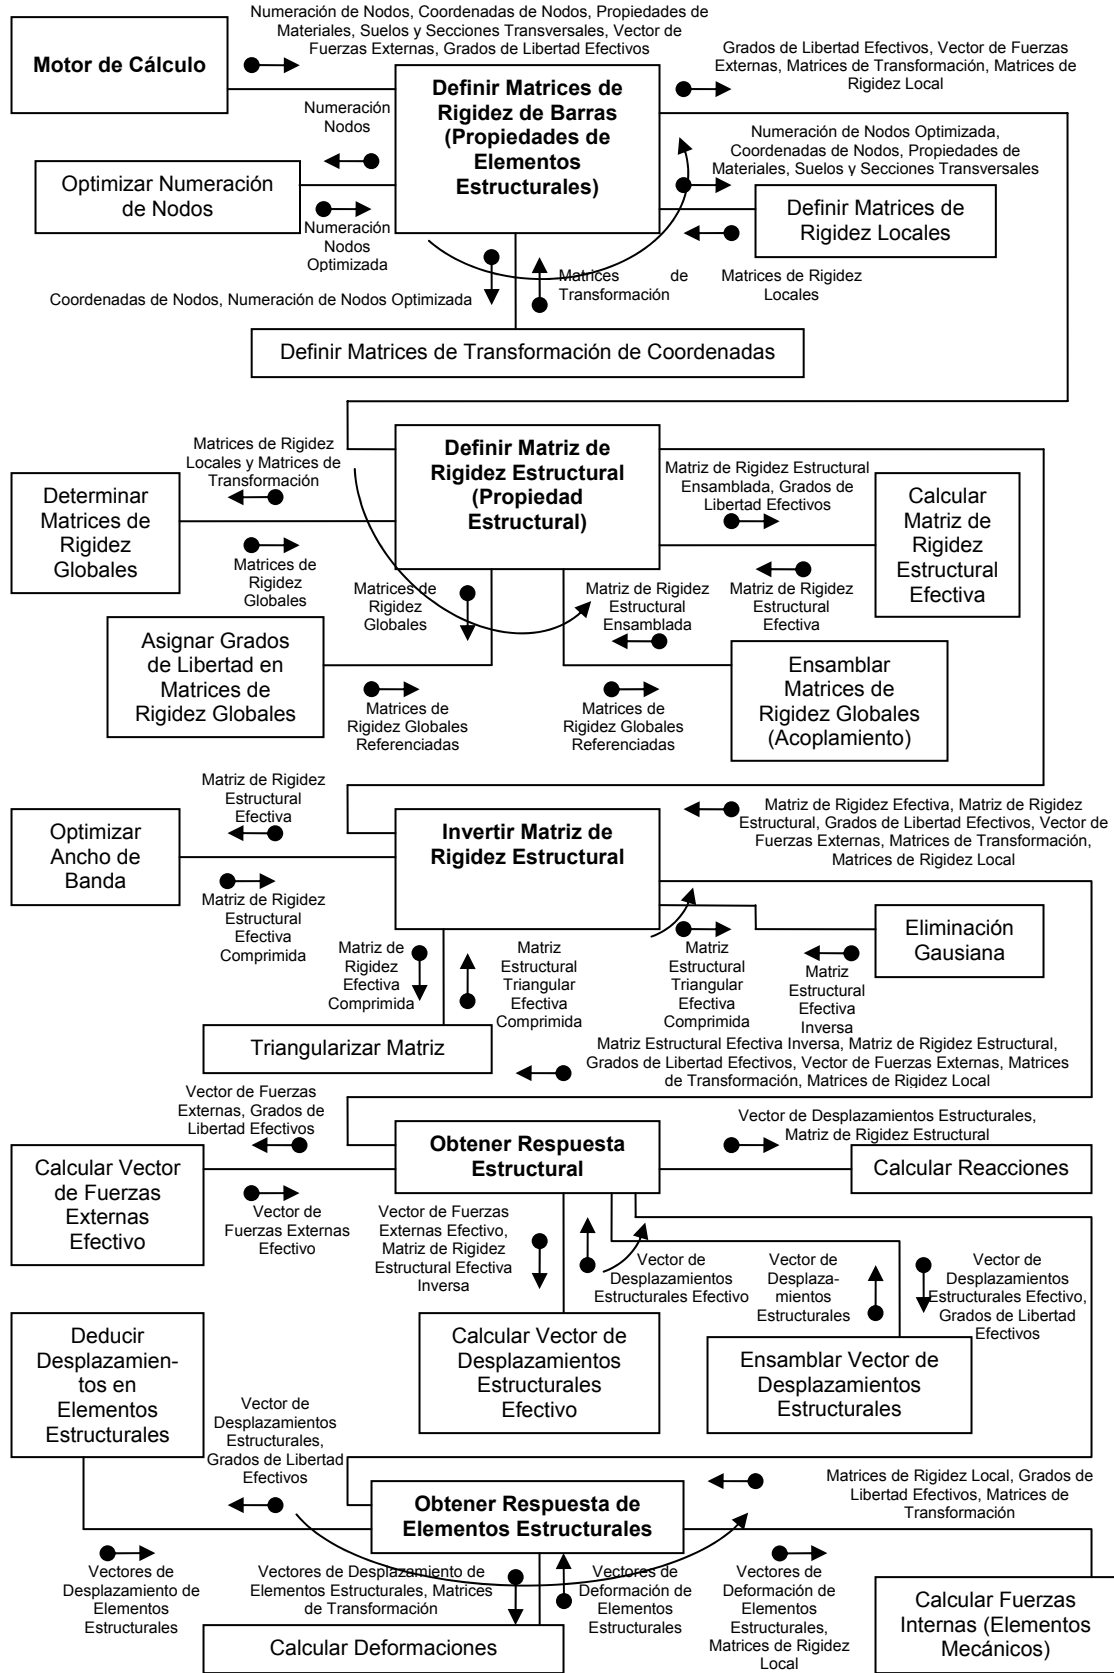 Numeración de Nodos, Coordenadas de Nodos, Propiedades de
Materiales, Suelos y Secciones Transversales, Vector de
Fuerzas Externas, Grados de Libertad Efectivos
Motor de Cálculo
Grados de Libertad Efectivos, Vector de Fuerzas
Externas, Matrices de Transformación, Matrices de
Rigidez Local
Definir Matrices de
Rigidez de Barras
(Propiedades de
Elementos
Estructurales)
Numeración
Nodos
Numeración de Nodos Optimizada,
Coordenadas de Nodos, Propiedades de
Materiales, Suelos y Secciones Transversales
Optimizar Numeración
de Nodos
Definir Matrices de
Rigidez Locales
Numeración
Nodos
Optimizada
Coordenadas de Nodos, Numeración de Nodos Optimizada
Matrices de
Transformación
Matrices de Rigidez
Locales
Definir Matrices de Transformación de Coordenadas
Matrices de Rigidez
Locales y Matrices de
Transformación
Definir Matriz de
Rigidez Estructural
(Propiedad
Estructural)
Matriz de Rigidez Estructural
Ensamblada, Grados de
Libertad Efectivos
Determinar
Matrices de
Rigidez
Globales
Calcular
Matriz de
Rigidez
Estructural
Efectiva
Matrices de
Rigidez
Globales
Matrices de
Rigidez
Globales
Matriz de Rigidez
Estructural
Ensamblada
Matriz de Rigidez
Estructural
Efectiva
Asignar Grados
de Libertad en
Matrices de
Rigidez Globales
Ensamblar
Matrices de
Rigidez Globales
(Acoplamiento)
Matrices de
Rigidez Globales
Referenciadas
Matrices de
Rigidez Globales
Referenciadas
Matriz de Rigidez
Estructural
Efectiva
Matriz de Rigidez Efectiva, Matriz de Rigidez
Estructural, Grados de Libertad Efectivos, Vector de
Fuerzas Externas, Matrices de Transformación,
Matrices de Rigidez Local
Optimizar
Ancho de
Banda
Invertir Matriz de
Rigidez Estructural
Matriz de Rigidez
Estructural
Efectiva
Comprimida
Eliminación
Gausiana
Matriz de
Rigidez
Efectiva
Comprimida
Matriz
Estructural
Triangular
Efectiva
Comprimida
Matriz
Estructural
Triangular
Efectiva
Comprimida
Matriz
Estructural
Efectiva
Inversa
Triangularizar Matriz
Matriz Estructural Efectiva Inversa, Matriz de Rigidez Estructural,
Grados de Libertad Efectivos, Vector de Fuerzas Externas, Matrices
de Transformación, Matrices de Rigidez Local
Vector de Fuerzas
Externas, Grados de
Libertad Efectivos
Obtener Respuesta
Estructural
Vector de Desplazamientos Estructurales,
Matriz de Rigidez Estructural
Calcular Vector
de Fuerzas
Externas
Efectivo
Calcular Reacciones
Vector de
Fuerzas Externas
Efectivo
Vector de Fuerzas
Externas Efectivo,
Matriz de Rigidez
Estructural Efectiva
Inversa
Vector de
Desplazamientos
Estructurales Efectivo
Vector de
Desplaza-
mientos
Estructurales
Vector de
Desplazamientos
Estructurales Efectivo,
Grados de Libertad
Efectivos
Deducir
Desplazamien-
tos en
Elementos
Estructurales
Calcular Vector de
Desplazamientos
Estructurales
Efectivo
Ensamblar Vector de
Desplazamientos
Estructurales
Vector de
Desplazamientos
Estructurales,
Grados de Libertad
Efectivos
Matrices de Rigidez Local, Grados de
Libertad Efectivos, Matrices de
Transformación
Obtener Respuesta de
Elementos Estructurales
Vectores de
Desplazamiento de
Elementos
Estructurales
Vectores de Desplazamiento de
Elementos Estructurales, Matrices
de Transformación
Vectores de
Deformación de
Elementos
Estructurales
Vectores de
Deformación de
Elementos
Estructurales,
Matrices de Rigidez
Local
Calcular Deformaciones
Calcular Fuerzas
Internas (Elementos
Mecánicos)